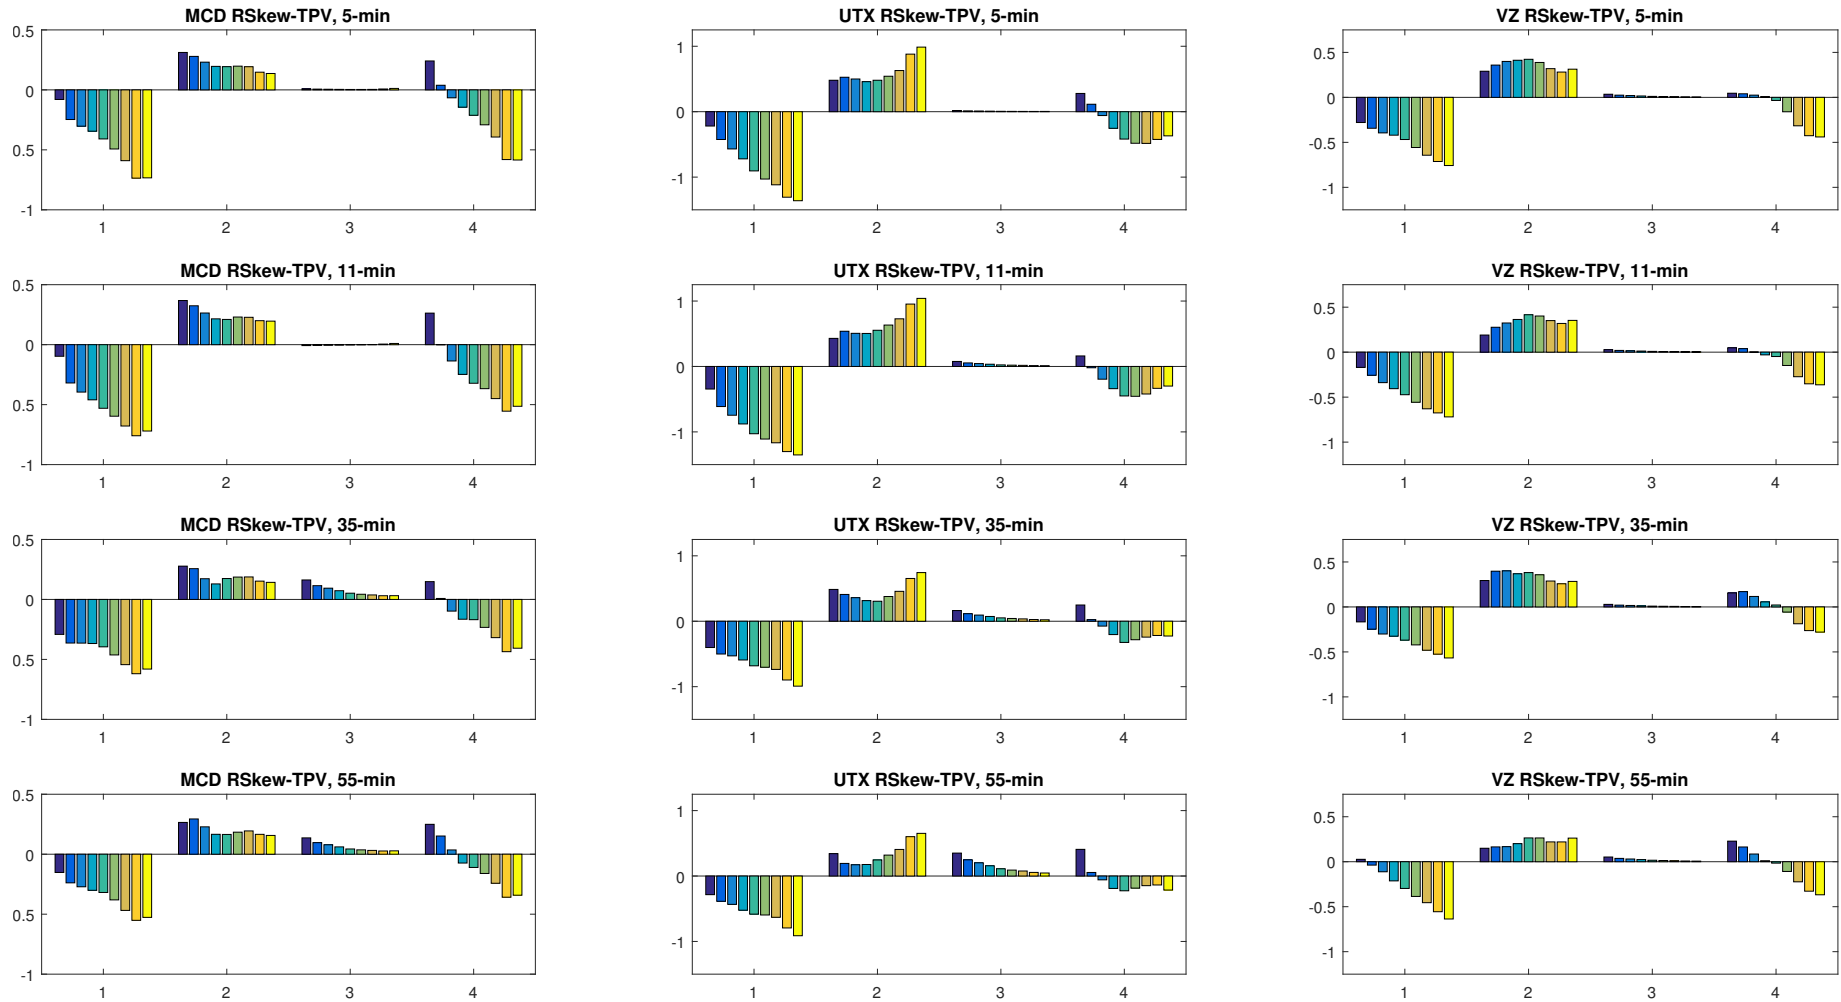 MCD RSkew-TPV, 5-min
0.5
0
0.5
-1
1 2 3 4
UTX RSkew-TPV, 5-min
1
0
-1
1 2 3 4
VZ RSkew-TPV, 5-min
0.5
0
-0.5
-1
1 2 3 4
MCD RSkew-TPV, 11-min
0.5
0
0.5
-1
1 2 3 4
UTX RSkew-TPV, 11-min
1
0
-1
1 2 3 4
VZ RSkew-TPV, 11-min
0.5
0
-0.5
-1
1 2 3 4
MCD RSkew-TPV, 35-min
0.5
0
0.5
-1
1 2 3 4
UTX RSkew-TPV, 35-min
1
0
-1
1 2 3 4
VZ RSkew-TPV, 35-min
0.5
0
-0.5
-1
1 2 3 4
MCD RSkew-TPV, 55-min
0.5
0
0.5
-1
1 2 3 4
UTX RSkew-TPV, 55-min
1
0
-1
1 2 3 4
VZ RSkew-TPV, 55-min
0.5
0
-0.5
-1
1 2 3 4